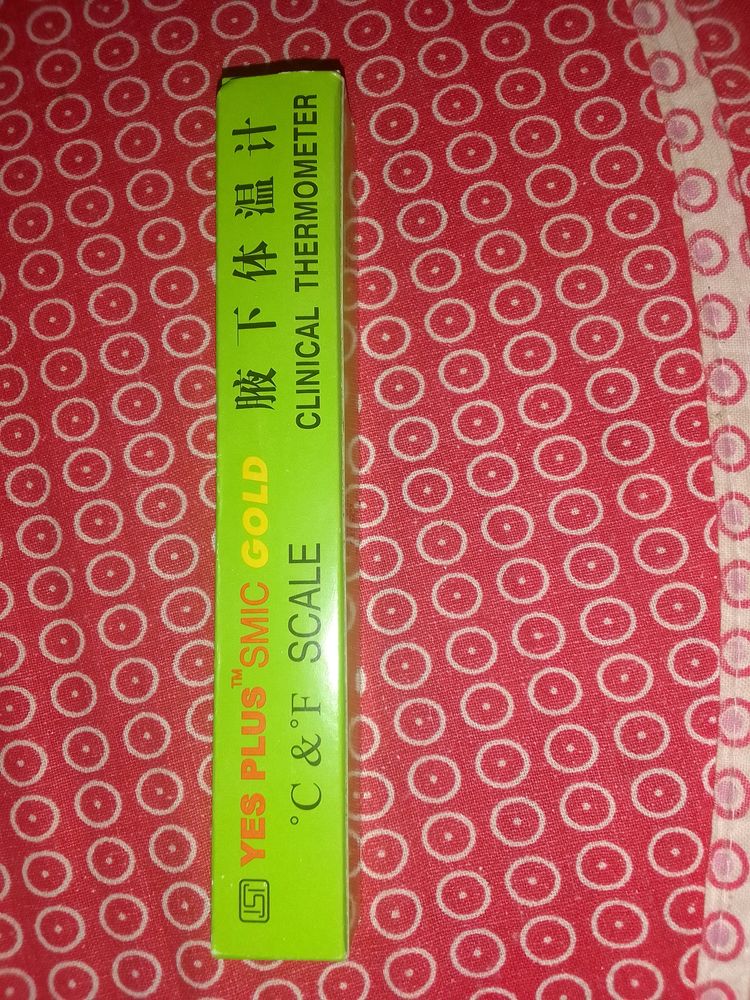 YES PLUS™ SMIC GOLD 腋下体温计
°C &°F SCALE CLINICAL THERMOMETER